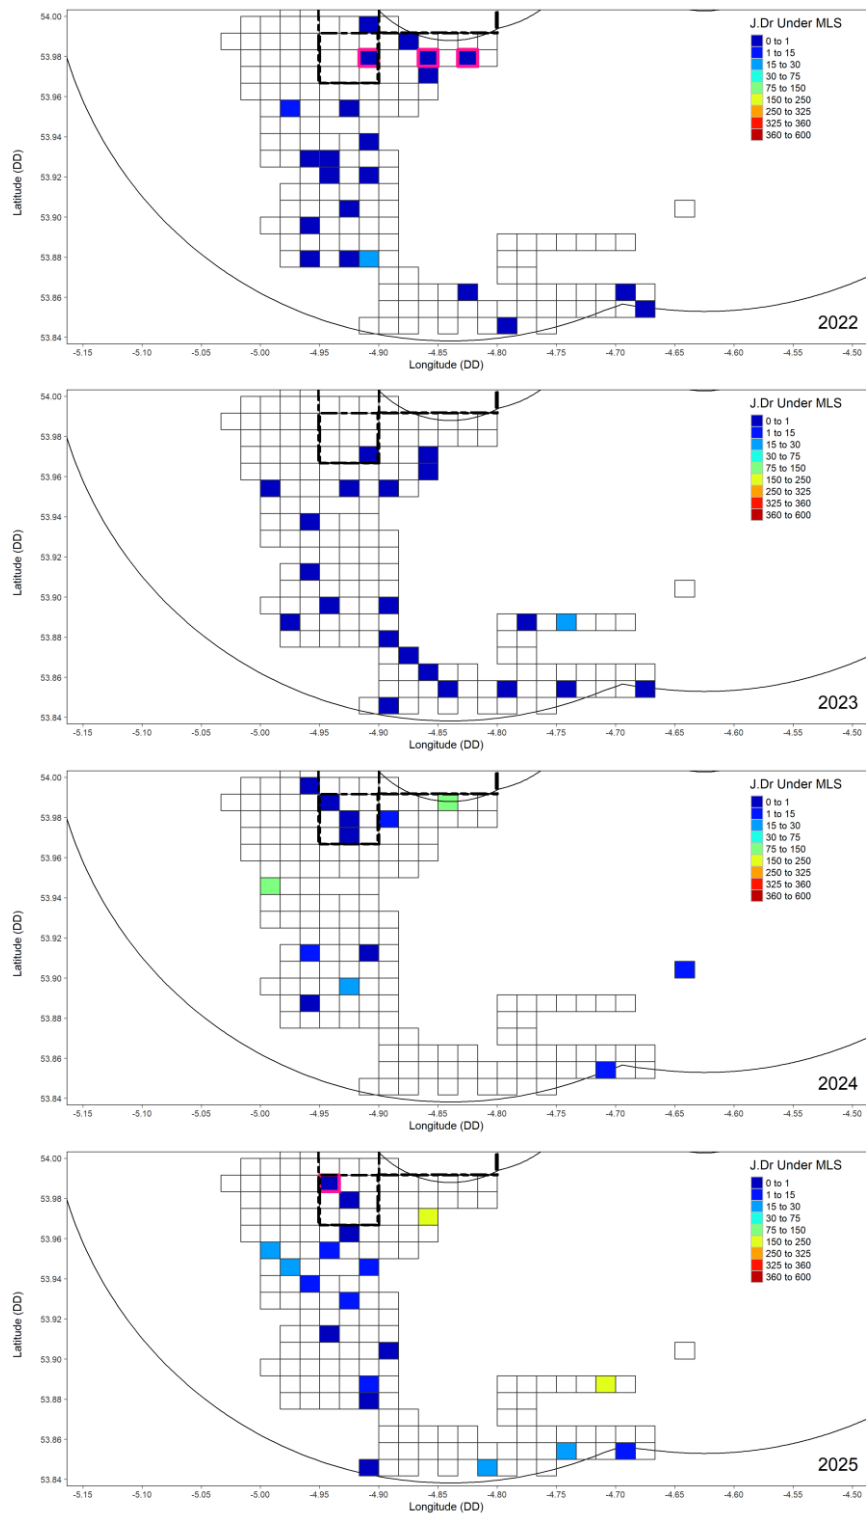 J.Dr Under MLS
0 to 1
1 to 15
15 to 30
30 to 75
75 to 150
150 to 250
250 to 325
325 to 360
360 to 600
54.00
53.98
53.96
53.94
53.92
53.90
53.88
53.86
53.84
Latitude (DD)
2022
-5.15 -5.10 -5.05 -5.00 -4.95 -4.90 -4.85 -4.80 -4.75 -4.70 -4.65 -4.60 -4.55 -4.50
Longitude (DD)
J.Dr Under MLS
0 to 1
1 to 15
15 to 30
30 to 75
75 to 150
150 to 250
250 to 325
325 to 360
360 to 600
54.00
53.98
53.96
53.94
53.92
53.90
53.88
53.86
53.84
Latitude (DD)
2023
-5.15 -5.10 -5.05 -5.00 -4.95 -4.90 -4.85 -4.80 -4.75 -4.70 -4.65 -4.60 -4.55 -4.50
Longitude (DD)
J.Dr Under MLS
0 to 1
1 to 15
15 to 30
30 to 75
75 to 150
150 to 250
250 to 325
325 to 360
360 to 600
54.00
53.98
53.96
53.94
53.92
53.90
53.88
53.86
53.84
Latitude (DD)
2024
-5.15 -5.10 -5.05 -5.00 -4.95 -4.90 -4.85 -4.80 -4.75 -4.70 -4.65 -4.60 -4.55 -4.50
Longitude (DD)
J.Dr Under MLS
0 to 1
1 to 15
15 to 30
30 to 75
75 to 150
150 to 250
250 to 325
325 to 360
360 to 600
54.00
53.98
53.96
53.94
53.92
53.90
53.88
53.86
53.84
Latitude (DD)
2025
-5.15 -5.10 -5.05 -5.00 -4.95 -4.90 -4.85 -4.80 -4.75 -4.70 -4.65 -4.60 -4.55 -4.50
Longitude (DD)